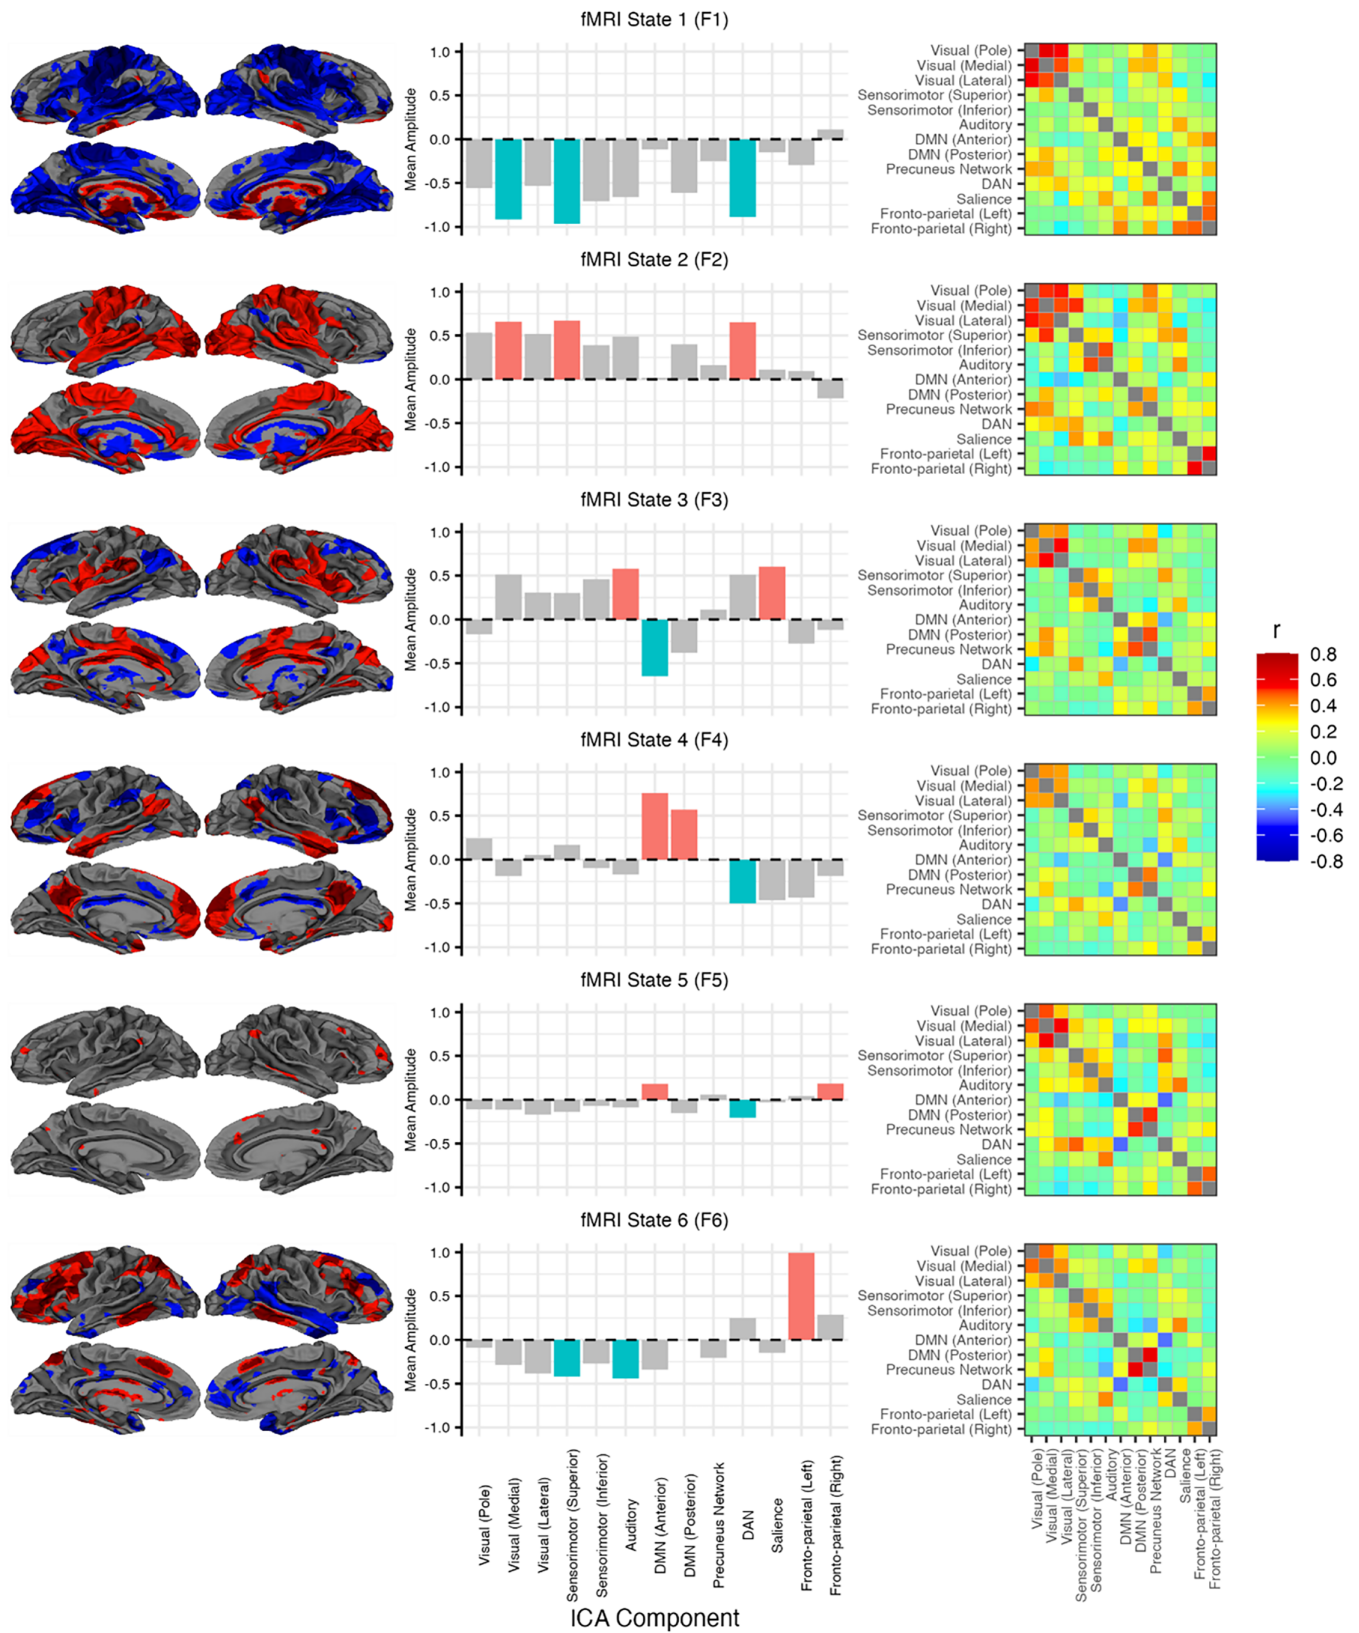 fMRI State 1 (F1)
Mean Amplitude
1.0
0.5
0.0
-0.5
-1.0
Visual (Pole)
Visual (Medial)
Visual (Lateral)
Sensorimotor (Superior)
Sensorimotor (Inferior)
Auditory
DMN (Anterior)
DMN (Posterior)
Precuneus Network
DAN
Salience
Fronto-parietal (Left)
Fronto-parietal (Right)
fMRI State 2 (F2)
Mean Amplitude
1.0
0.5
0.0
-0.5
-1.0
Visual (Pole)
Visual (Medial)
Visual (Lateral)
Sensorimotor (Superior)
Sensorimotor (Inferior)
Auditory
DMN (Anterior)
DMN (Posterior)
Precuneus Network
DAN
Salience
Fronto-parietal (Left)
Fronto-parietal (Right)
fMRI State 3 (F3)
Mean Amplitude
1.0
0.5
0.0
-0.5
-1.0
Visual (Pole)
Visual (Medial)
Visual (Lateral)
Sensorimotor (Superior)
Sensorimotor (Inferior)
Auditory
DMN (Anterior)
DMN (Posterior)
Precuneus Network
DAN
Salience
Fronto-parietal (Left)
Fronto-parietal (Right)
r
0.8
0.6
0.4
0.2
0.0
-0.2
-0.4
-0.6
-0.8
fMRI State 4 (F4)
Mean Amplitude
1.0
0.5
0.0
-0.5
-1.0
Visual (Pole)
Visual (Medial)
Visual (Lateral)
Sensorimotor (Superior)
Sensorimotor (Inferior)
Auditory
DMN (Anterior)
DMN (Posterior)
Precuneus Network
DAN
Salience
Fronto-parietal (Left)
Fronto-parietal (Right)
fMRI State 5 (F5)
Mean Amplitude
1.0
0.5
0.0
-0.5
-1.0
Visual (Pole)
Visual (Medial)
Visual (Lateral)
Sensorimotor (Superior)
Sensorimotor (Inferior)
Auditory
DMN (Anterior)
DMN (Posterior)
Precuneus Network
DAN
Salience
Fronto-parietal (Left)
Fronto-parietal (Right)
fMRI State 6 (F6)
Mean Amplitude
1.0
0.5
0.0
-0.5
-1.0
Visual (Pole)
Visual (Medial)
Visual (Lateral)
Sensorimotor (Superior)
Sensorimotor (Inferior)
Auditory
DMN (Anterior)
DMN (Posterior)
Precuneus Network
DAN
Salience
Fronto-parietal (Left)
Fronto-parietal (Right)
Visual (Pole)
Visual (Medial)
Visual (Lateral)
Sensorimotor (Superior)
Sensorimotor (Inferior)
Auditory
DMN (Anterior)
DMN (Posterior)
Precuneus Network
DAN
Salience
Fronto-parietal (Left)
Fronto-parietal (Right)
ICA Component
Visual (Pole)
Visual (Medial)
Visual (Lateral)
Sensorimotor (Superior)
Sensorimotor (Inferior)
Auditory
DMN (Anterior)
DMN (Posterior)
Precuneus Network
DAN
Salience
Fronto-parietal (Left)
Fronto-parietal (Right)